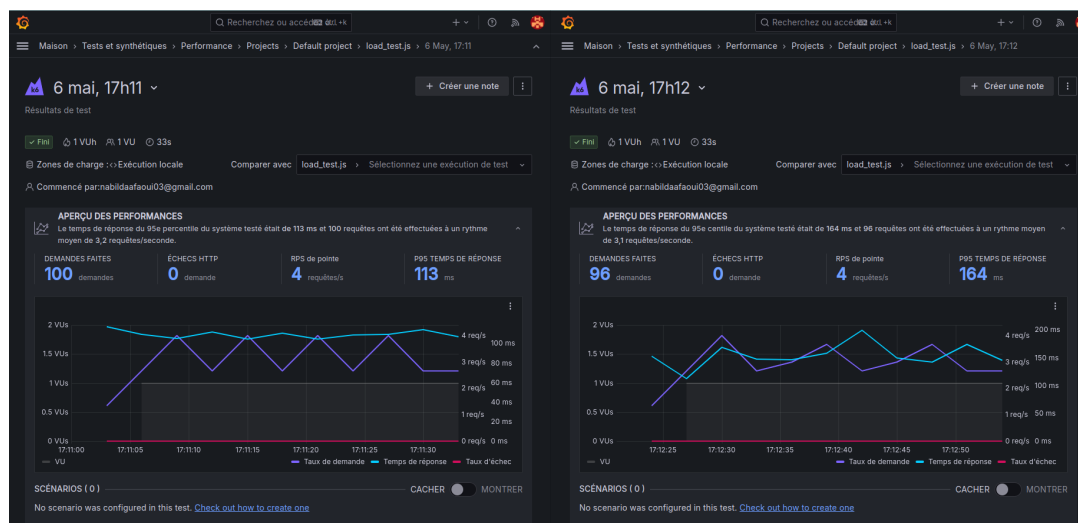 Recherchez ou accéd
ctrl+k
Maison › Tests et synthétiques › Performance › Projects › Default project › load_test.js › 6 May, 17:11
k6
6 mai, 17h11
+ Créer une note
Résultats de test
Fini
1 VUh
1 VU
33s
Zones de charge :‹›Exécution locale
Comparer avec
load_test.js › Sélectionnez une exécution de test
Commencé par:nabildaafaoui03@gmail.com
APERÇU DES PERFORMANCES
Le temps de réponse du 95e percentile du système testé était de 113 ms et 100 requêtes ont été effectuées à un rythme
moyen de 3,2 requêtes/seconde.
DEMANDES FAITES
ÉCHECS HTTP
RPS de pointe
P95 TEMPS DE RÉPONSE
100 demandes
0 demande
4 requêtes/s
113 ms
2 VUs
1.5 VUs
1 VUs
0.5 VUs
0 VUs
4 req/s
3 req/s
2 req/s
1 req/s
0 req/s
100 ms
80 ms
60 ms
40 ms
20 ms
0 ms
17:11:00
17:11:05
17:11:10
17:11:15
17:11:20
17:11:25
17:11:30
VU
Taux de demande
Temps de réponse
Taux d'échec
SCÉNARIOS ( 0 )
CACHER
MONTRER
No scenario was configured in this test. Check out how to create one
Recherchez ou accéd
ctrl+k
Maison › Tests et synthétiques › Performance › Projects › Default project › load_test.js › 6 May, 17:12
k6
6 mai, 17h12
+ Créer une note
Résultats de test
Fini
1 VUh
1 VU
33s
Zones de charge :‹›Exécution locale
Comparer avec
load_test.js › Sélectionnez une exécution de test
Commencé par:nabildaafaoui03@gmail.com
APERÇU DES PERFORMANCES
Le temps de réponse du 95e centile du système testé était de 164 ms et 96 requêtes ont été effectuées à un rythme moyen
de 3,1 requêtes/seconde.
DEMANDES FAITES
ÉCHECS HTTP
RPS de pointe
P95 TEMPS DE RÉPONSE
96 demandes
0 demande
4 requêtes/s
164 ms
2 VUs
1.5 VUs
1 VUs
0.5 VUs
0 VUs
4 req/s
3 req/s
2 req/s
1 req/s
0 req/s
200 ms
150 ms
100 ms
50 ms
0 ms
17:12:25
17:12:30
17:12:35
17:12:40
17:12:45
17:12:50
VU
Taux de demande
Temps de réponse
Taux d'échec
SCÉNARIOS ( 0 )
CACHER
MONTRER
No scenario was configured in this test. Check out how to create one